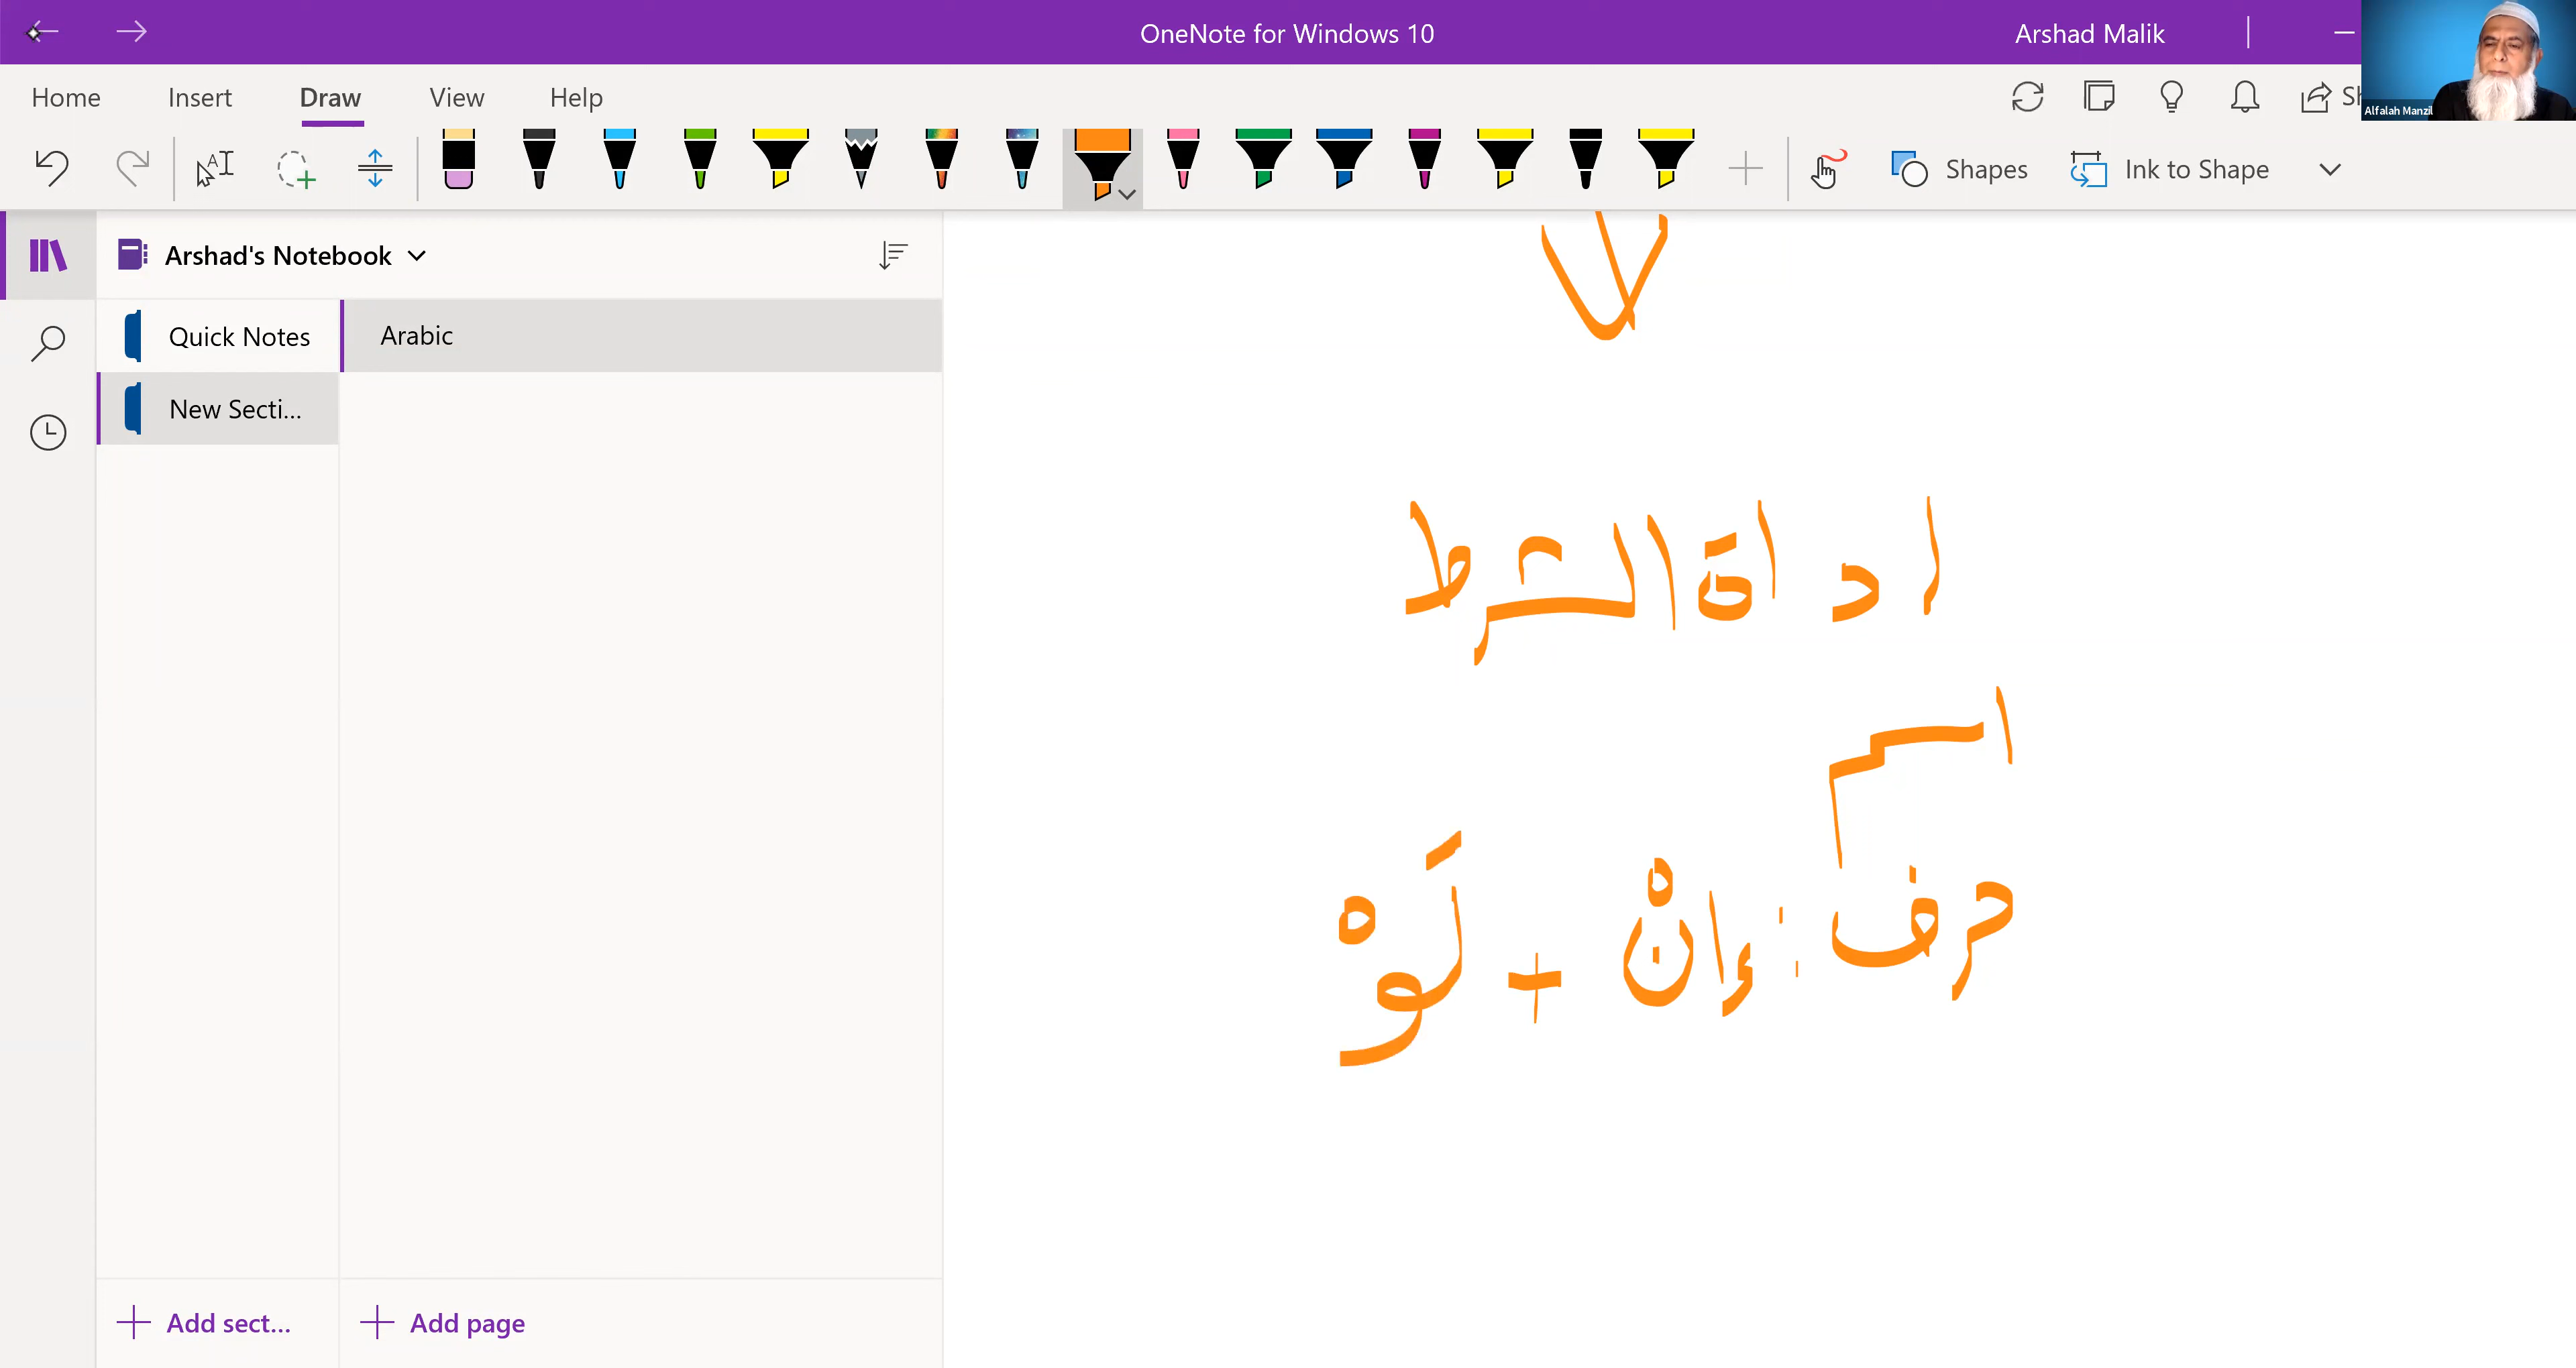 OneNote for Windows 10
Arshad Malik
Alfalah Manzil
Home Insert Draw View Help
Shapes
Ink to Shape
Arshad's Notebook
Quick Notes
Arabic
New Secti...
اداة الشرط
اسم
حرف : إنْ + لَوْ
Add sect...
Add page